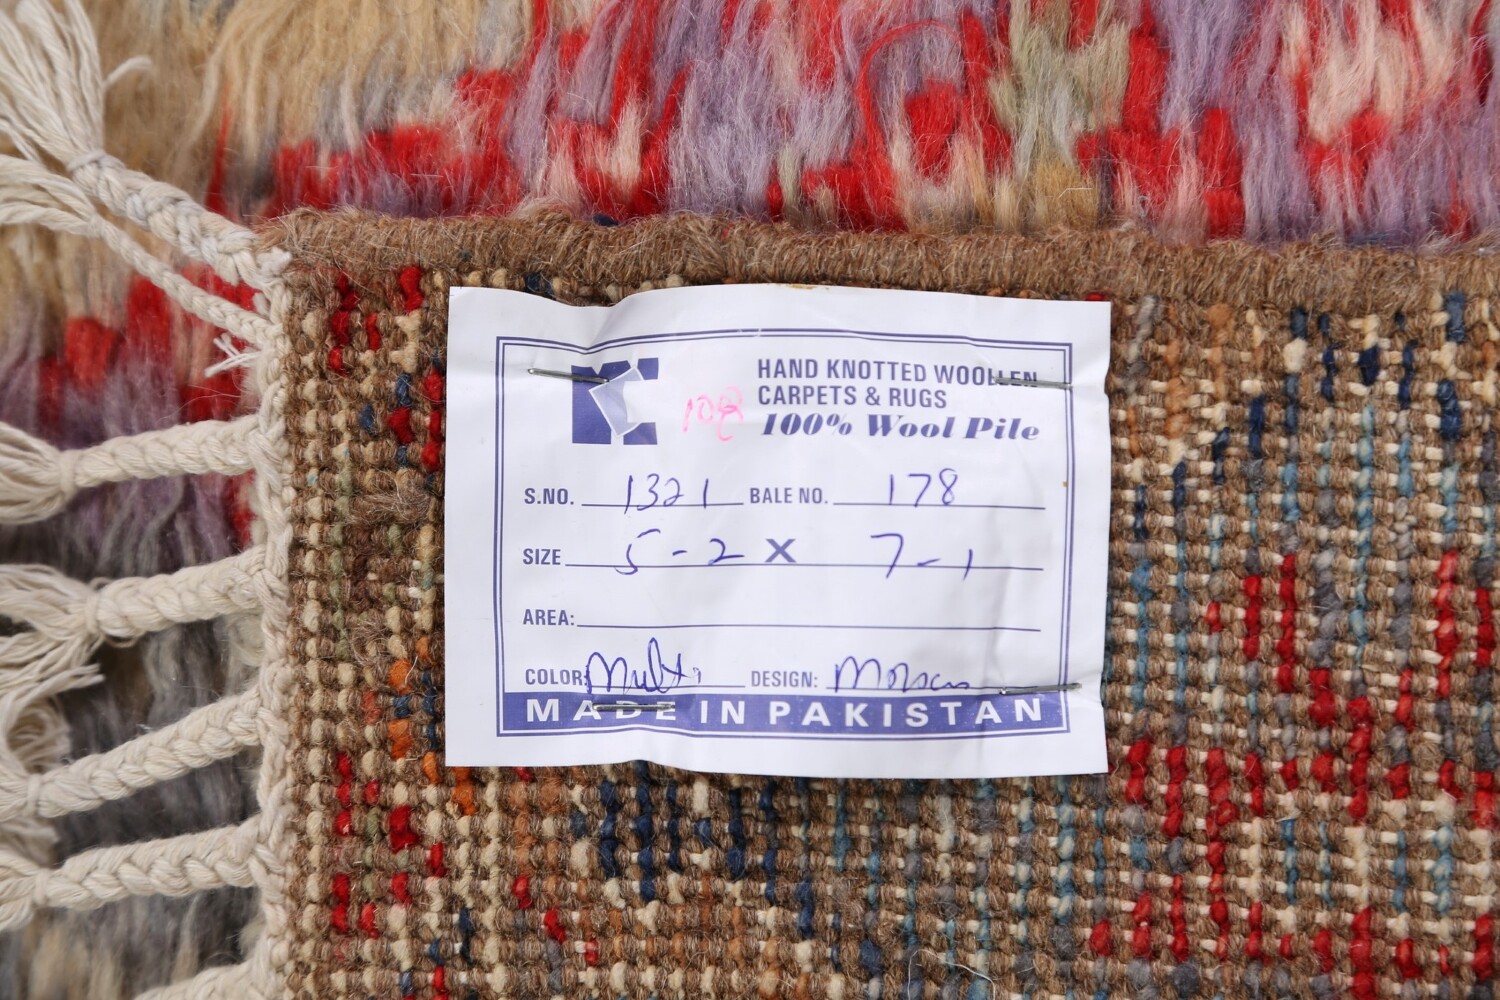 HAND KNOTTED WOOLLEN
CARPETS & RUGS
108
100% Wool Pile
S.NO. 1321 BALE NO. 178
SIZE 5-2 X 7-1
AREA:
COLOR: Multi DESIGN:
MADE IN PAKISTAN